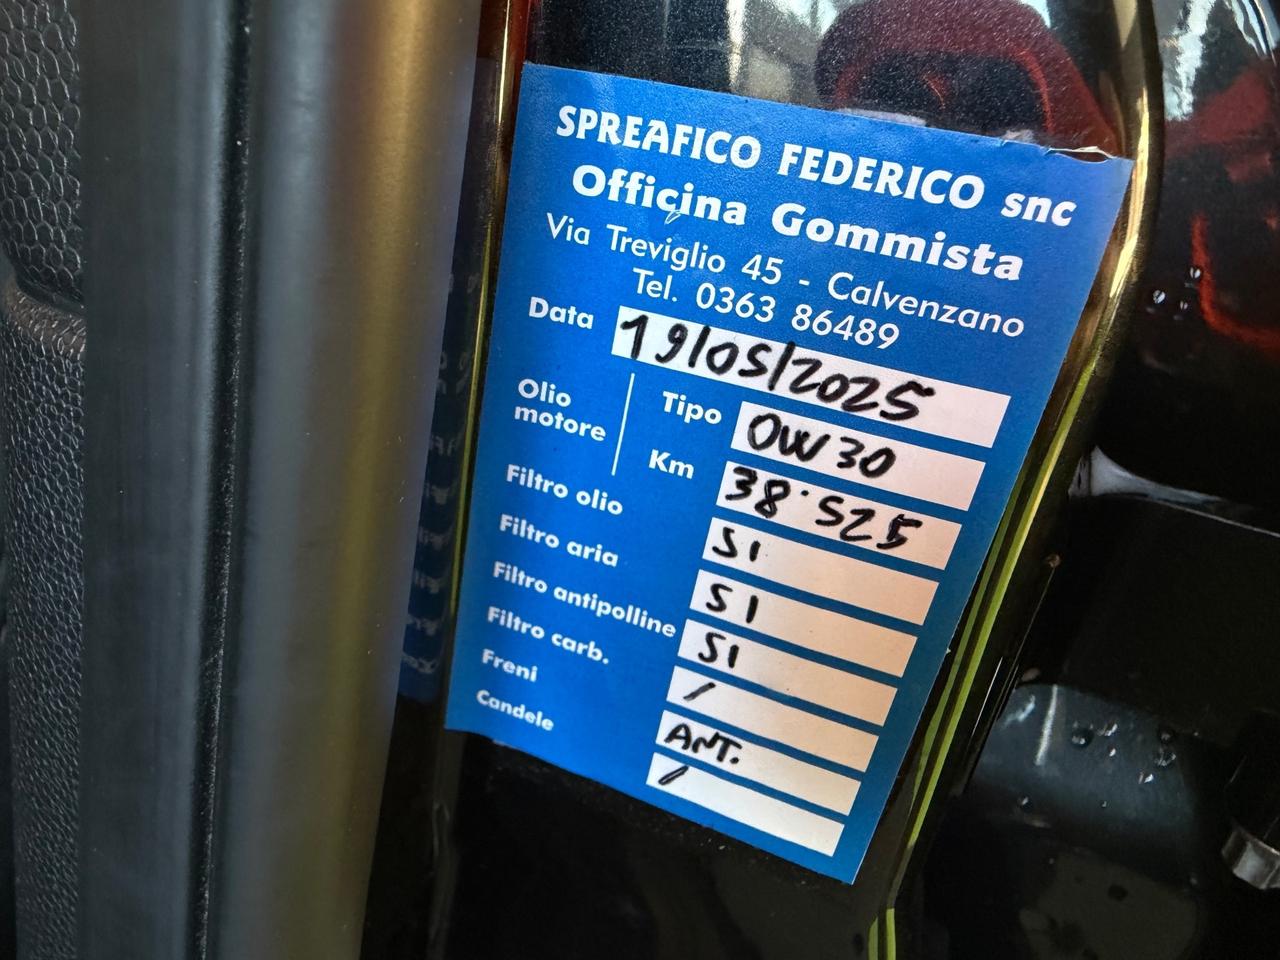 SPREAFICO FEDERICO snc
Officina Gommista
Via Treviglio 45 - Calvenzano
Tel. 0363 86489
Data 19/05/2025
Olio motore Tipo 0W30
Km 38.525
Filtro olio SI
Filtro aria SI
Filtro antipolline SI
Filtro carb. /
Freni ANT.
Candele /